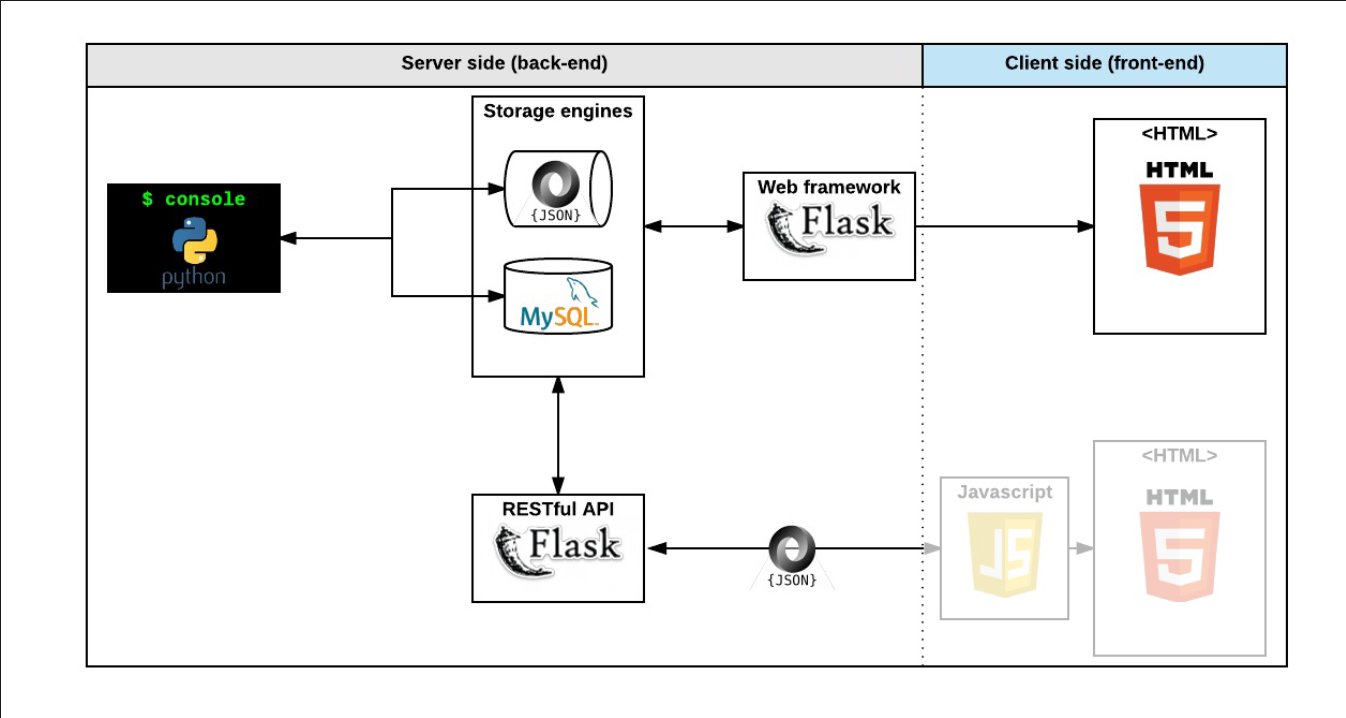 Server side (back-end)
Client side (front-end)
Storage engines
{JSON}
MySQL
$ console
python
Web framework
Flask
<HTML>
HTML
5
RESTful API
Flask
{JSON}
Javascript
JS
<HTML>
HTML
5